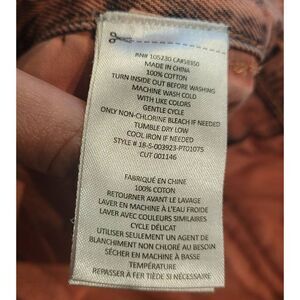 RN# 105230 CA#59350
MADE IN CHINA
100% COTTON
TURN INSIDE OUT BEFORE WASHING
MACHINE WASH COLD
WITH LIKE COLORS
GENTLE CYCLE
ONLY NON-CHLORINE BLEACH IF NEEDED
TUMBLE DRY LOW
COOL IRON IF NEEDED
STYLE # 18-S-003923-PT01075
CUT 001146
FABRIQUÉ EN CHINE
100% COTON
RETOURNER AVANT LE LAVAGE
LAVER EN MACHINE À L'EAU FROIDE
LAVER AVEC COULEURS SIMILAIRES
CYCLE DÉLICAT
UTILISER SEULEMENT UN AGENT DE
BLANCHIMENT NON CHLORÉ AU BESOIN
SÉCHER EN MACHINE À BASSE
TEMPÉRATURE
REPASSER À FER TIÈDE SI NÉCESSAIRE